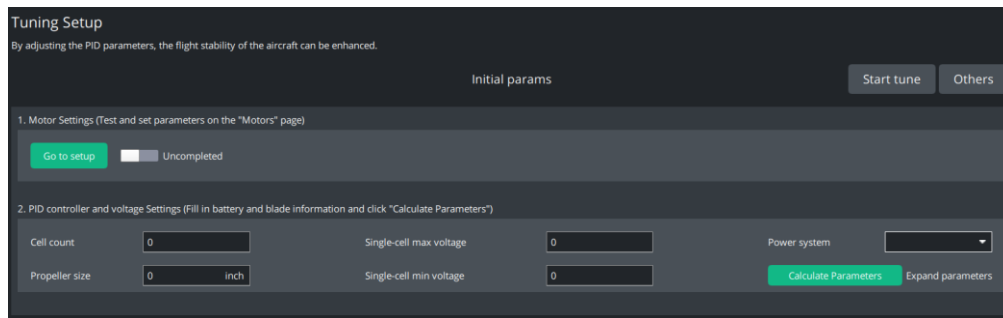 Tuning Setup
By adjusting the PID parameters, the flight stability of the aircraft can be enhanced.
Initial params
Start tune
Others
1. Motor Settings (Test and set parameters on the "Motors" page)
Go to setup
Uncompleted
2. PID controller and voltage Settings (Fill in battery and blade information and click "Calculate Parameters")
Cell count 0 Single-cell max voltage 0 Power system
Propeller size 0 inch Single-cell min voltage 0 Calculate Parameters Expand parameters